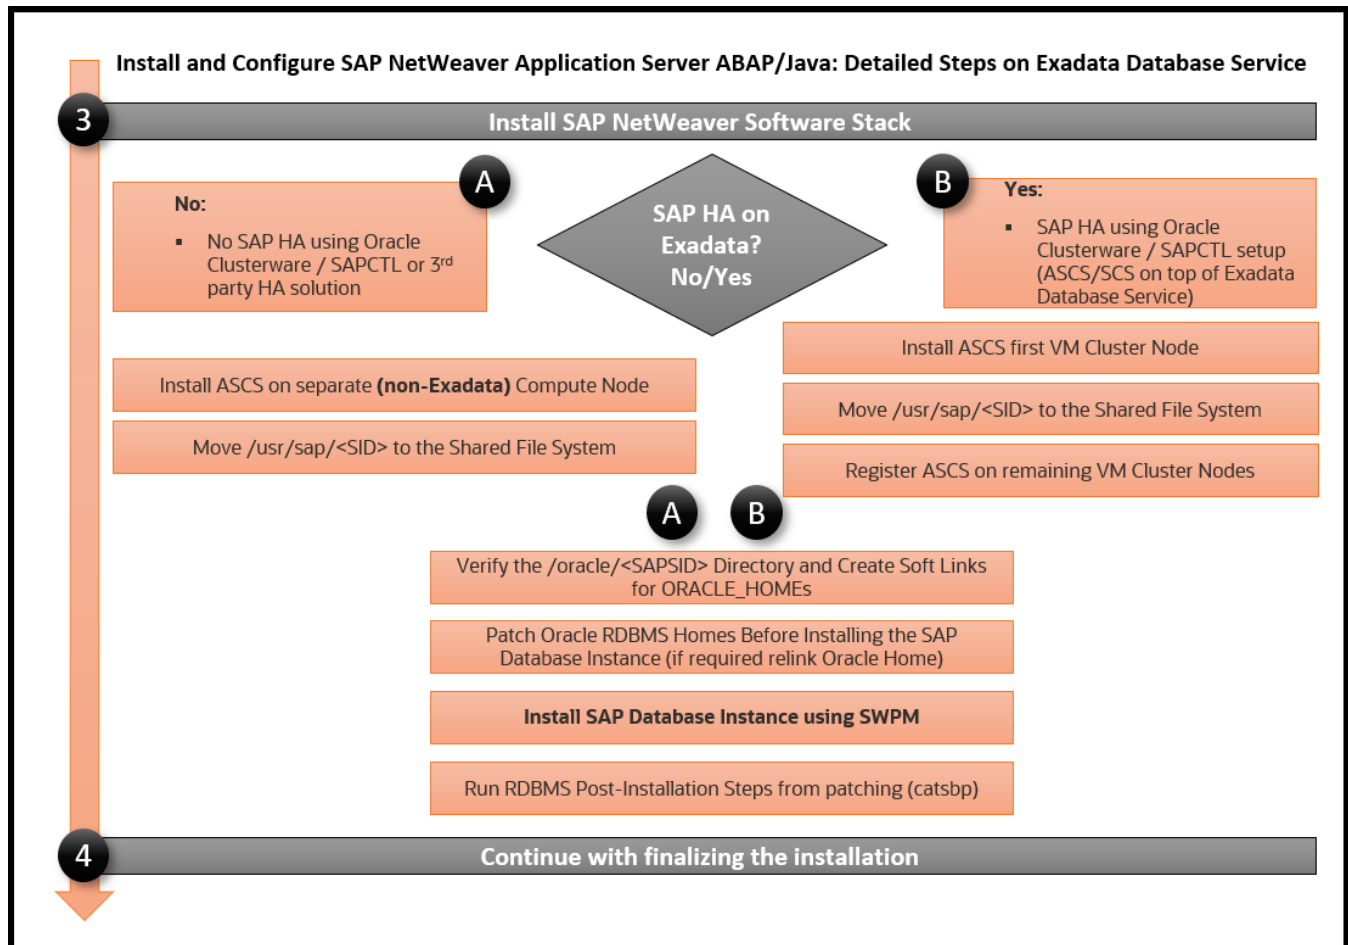 Install and Configure SAP NetWeaver Application Server ABAP/Java: Detailed Steps on Exadata Database Service
3
Install SAP NetWeaver Software Stack
A
No:
▪ No SAP HA using Oracle
Clusterware / SAPCTL or 3rd
party HA solution
SAP HA on
Exadata?
No/Yes
B
Yes:
▪ SAP HA using Oracle
Clusterware / SAPCTL setup
(ASCS/SCS on top of Exadata
Database Service)
Install ASCS on separate (non-Exadata) Compute Node
Move /usr/sap/<SID> to the Shared File System
Install ASCS first VM Cluster Node
Move /usr/sap/<SID> to the Shared File System
Register ASCS on remaining VM Cluster Nodes
A
B
Verify the /oracle/<SAPSID> Directory and Create Soft Links
for ORACLE_HOMEs
Patch Oracle RDBMS Homes Before Installing the SAP
Database Instance (if required relink Oracle Home)
Install SAP Database Instance using SWPM
Run RDBMS Post-Installation Steps from patching (catsbp)
4
Continue with finalizing the installation